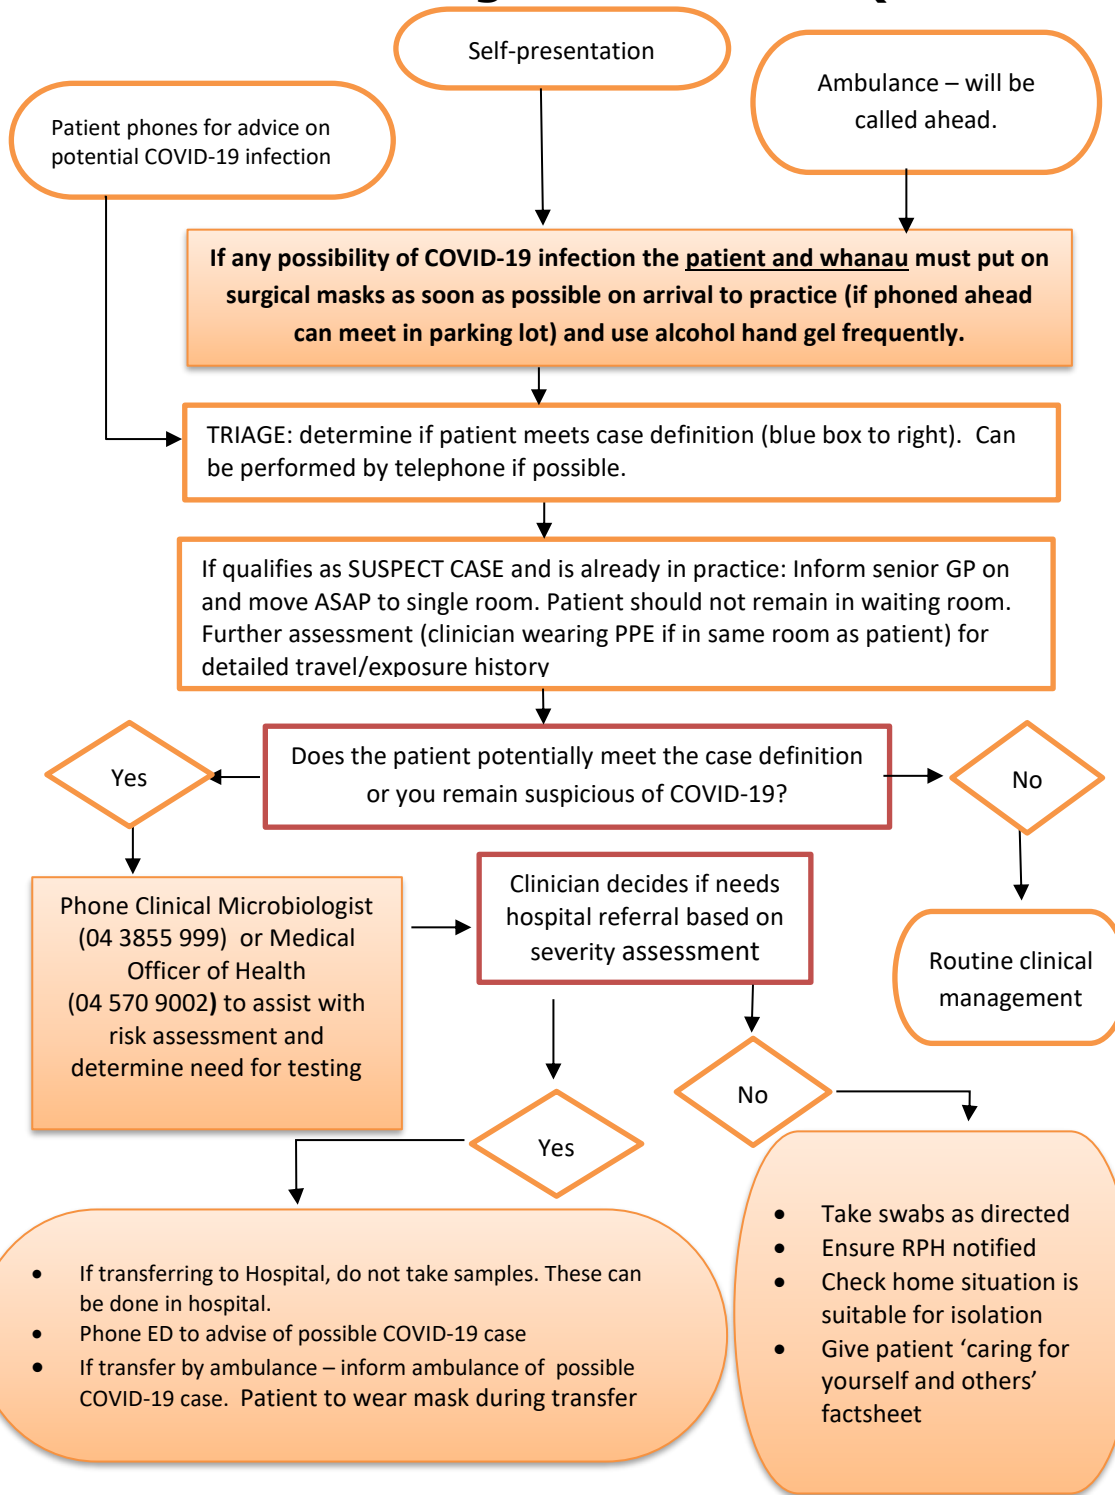 Self-presentation
Ambulance – will be
called ahead.
Patient phones for advice on
potential COVID-19 infection
If any possibility of COVID-19 infection the patient and whanau must put on
surgical masks as soon as possible on arrival to practice (if phoned ahead
can meet in parking lot) and use alcohol hand gel frequently.
TRIAGE: determine if patient meets case definition (blue box to right).  Can
be performed by telephone if possible.
If qualifies as SUSPECT CASE and is already in practice: Inform senior GP on
and move ASAP to single room. Patient should not remain in waiting room.
Further assessment (clinician wearing PPE if in same room as patient) for
detailed travel/exposure history
Does the patient potentially meet the case definition
or you remain suspicious of COVID-19?
Yes
No
Phone Clinical Microbiologist
(04 3855 999)  or Medical
Officer of Health
(04 570 9002) to assist with
risk assessment and
determine need for testing
Clinician decides if needs
hospital referral based on
severity assessment
Routine clinical
management
No
Yes
• If transferring to Hospital, do not take samples. These can
be done in hospital.
• Phone ED to advise of possible COVID-19 case
• If transfer by ambulance – inform ambulance of  possible
COVID-19 case.  Patient to wear mask during transfer
• Take swabs as directed
• Ensure RPH notified
• Check home situation is
suitable for isolation
• Give patient ‘caring for
yourself and others’
factsheet